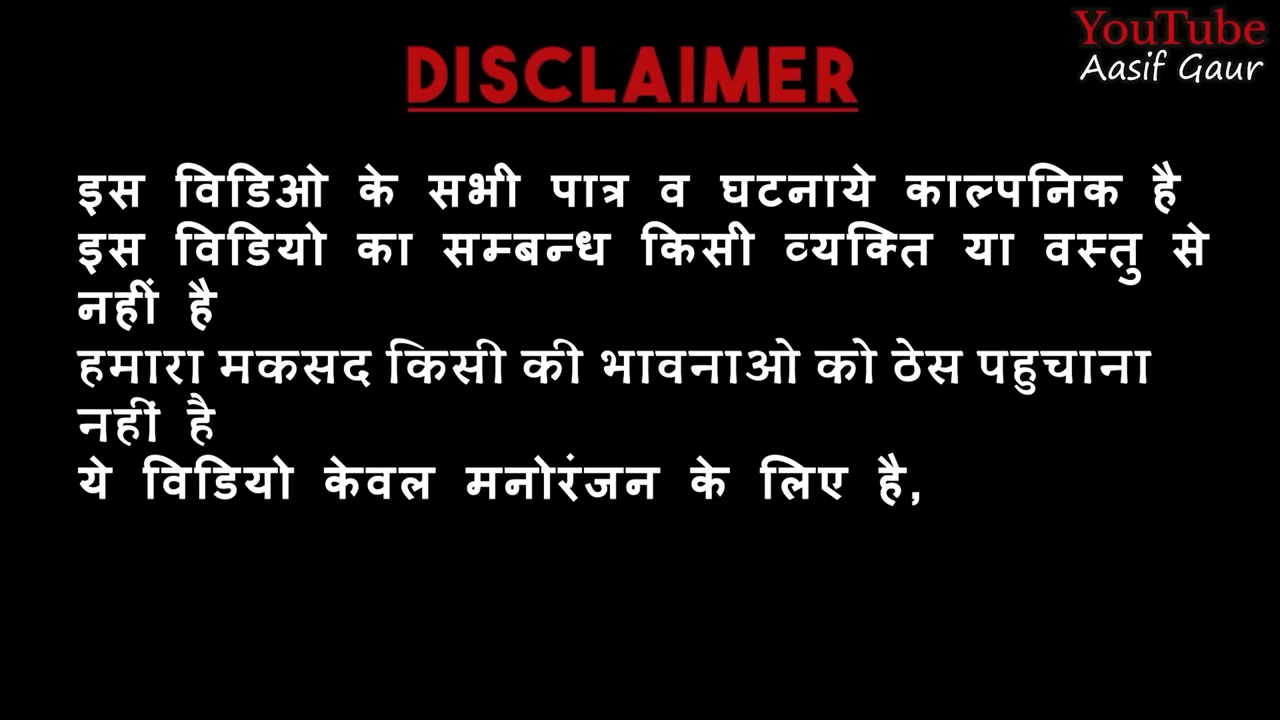 YouTube
Aasif Gaur
DISCLAIMER
इस विडिओ के सभी पात्र व घटनाये काल्पनिक है
इस विडियो का सम्बन्ध किसी व्यक्ति या वस्तु से
नहीं है
हमारा मकसद किसी की भावनाओ को ठेस पहुचाना
नहीं है
ये विडियो केवल मनोरंजन के लिए है,